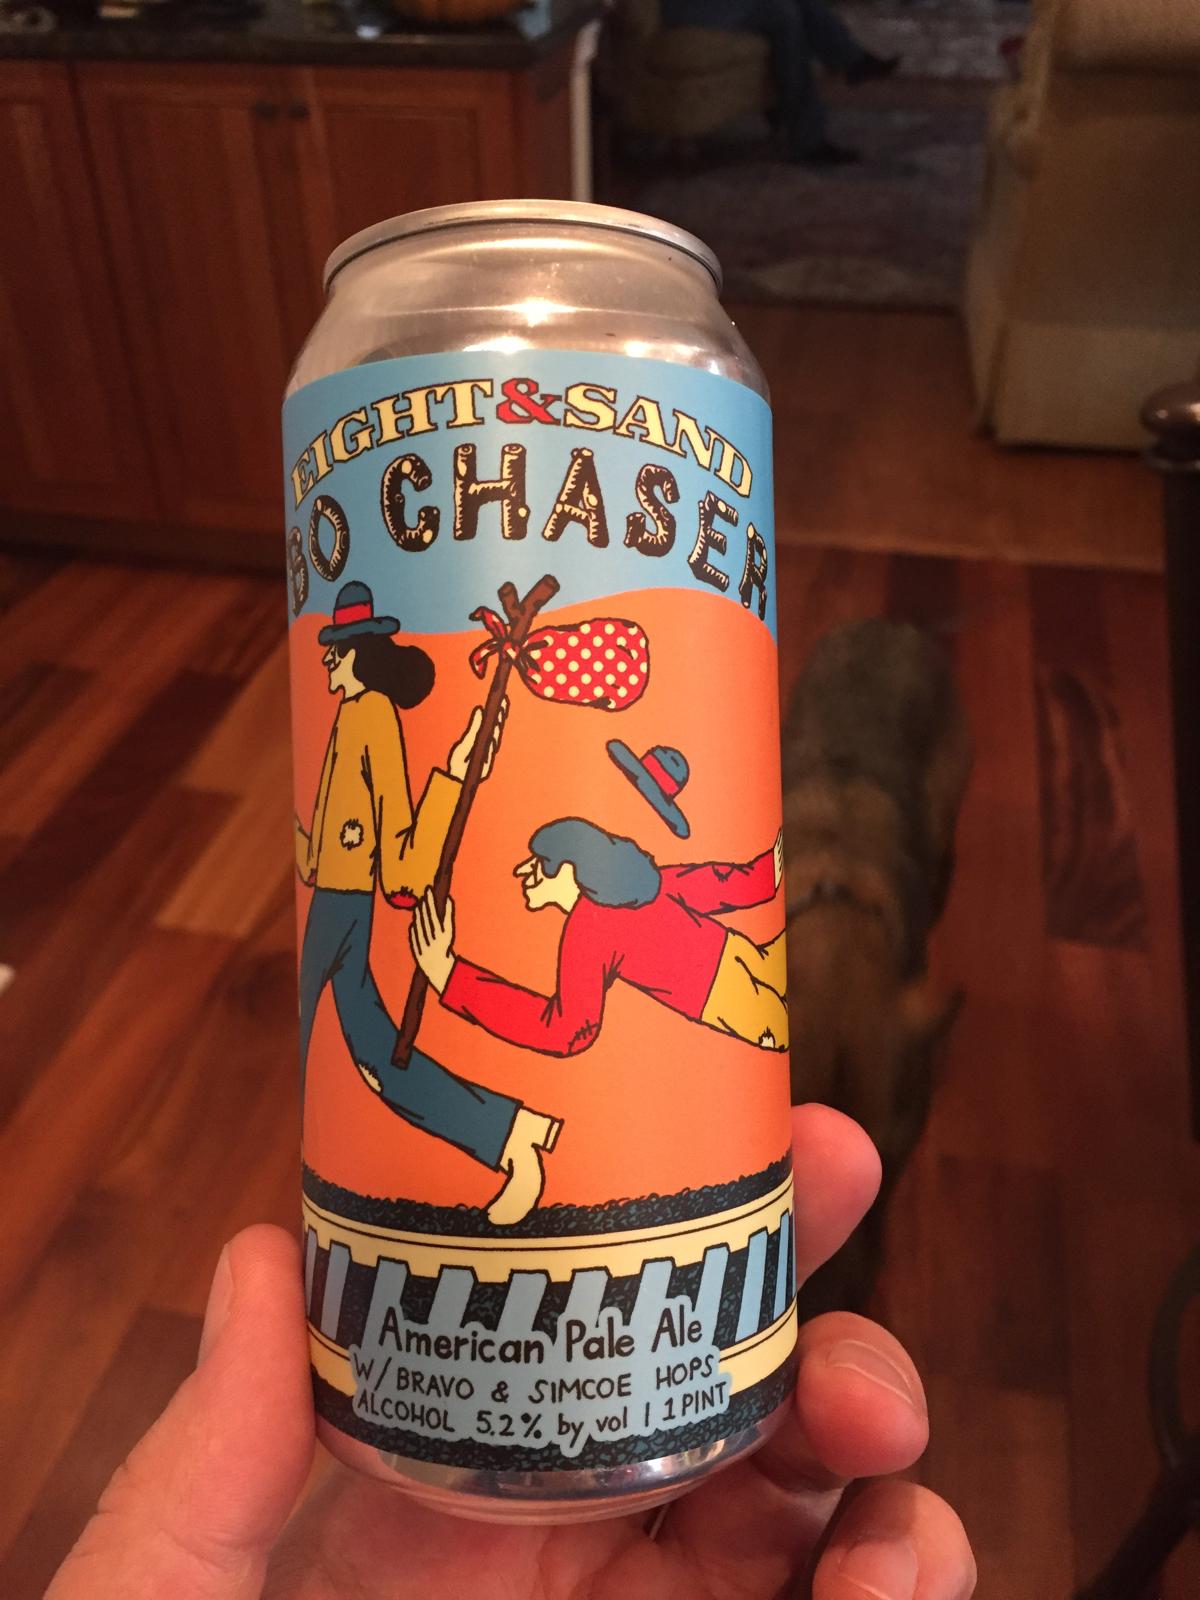 EIGHT&SAND
BO CHASER
American Pale Ale
W/ BRAVO & SIMCOE HOPS
ALCOHOL 5.2% by vol | 1 PINT